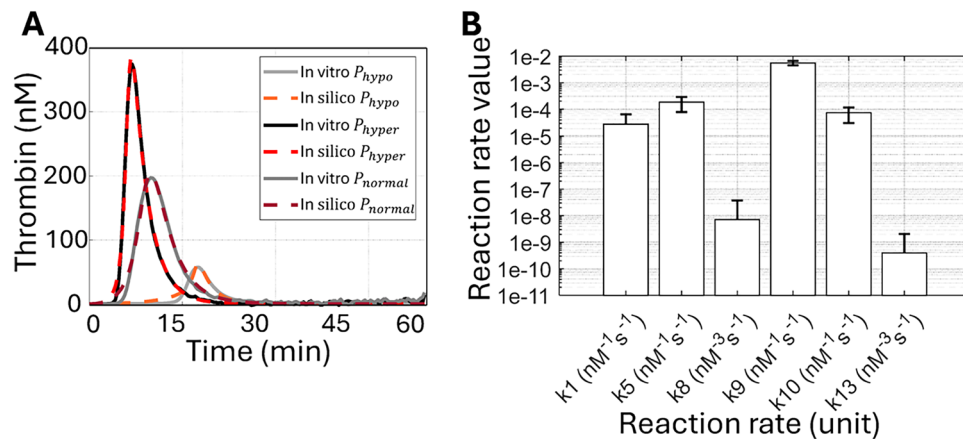 A
Thrombin (nM)
400
300
200
100
0
0
15
30
45
60
Time (min)
In vitro P_hypo
In silico P_hypo
In vitro P_hyper
In silico P_hyper
In vitro P_normal
In silico P_normal
B
Reaction rate value
1e-2
1e-3
1e-4
1e-5
1e-6
1e-7
1e-8
1e-9
1e-10
1e-11
k1 (nM⁻¹s⁻¹)
k5 (nM⁻¹s⁻¹)
k8 (nM⁻³s⁻¹)
k9 (nM⁻¹s⁻¹)
k10 (nM⁻¹s⁻¹)
k13 (nM⁻³s⁻¹)
Reaction rate (unit)